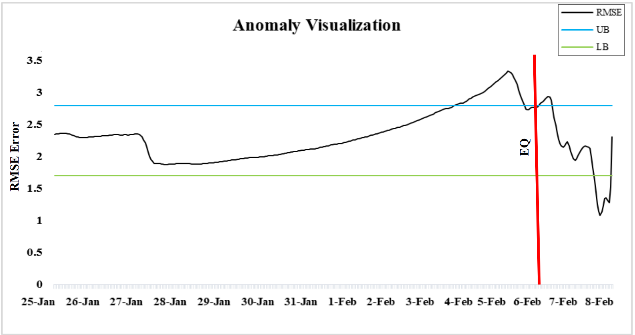 Anomaly Visualization
RMSE
UB
LB
3.5
3
2.5
2
1.5
1
0.5
0
RMSE Error
EQ
25-Jan 26-Jan 27-Jan 28-Jan 29-Jan 30-Jan 31-Jan 1-Feb 2-Feb 3-Feb 4-Feb 5-Feb 6-Feb 7-Feb 8-Feb